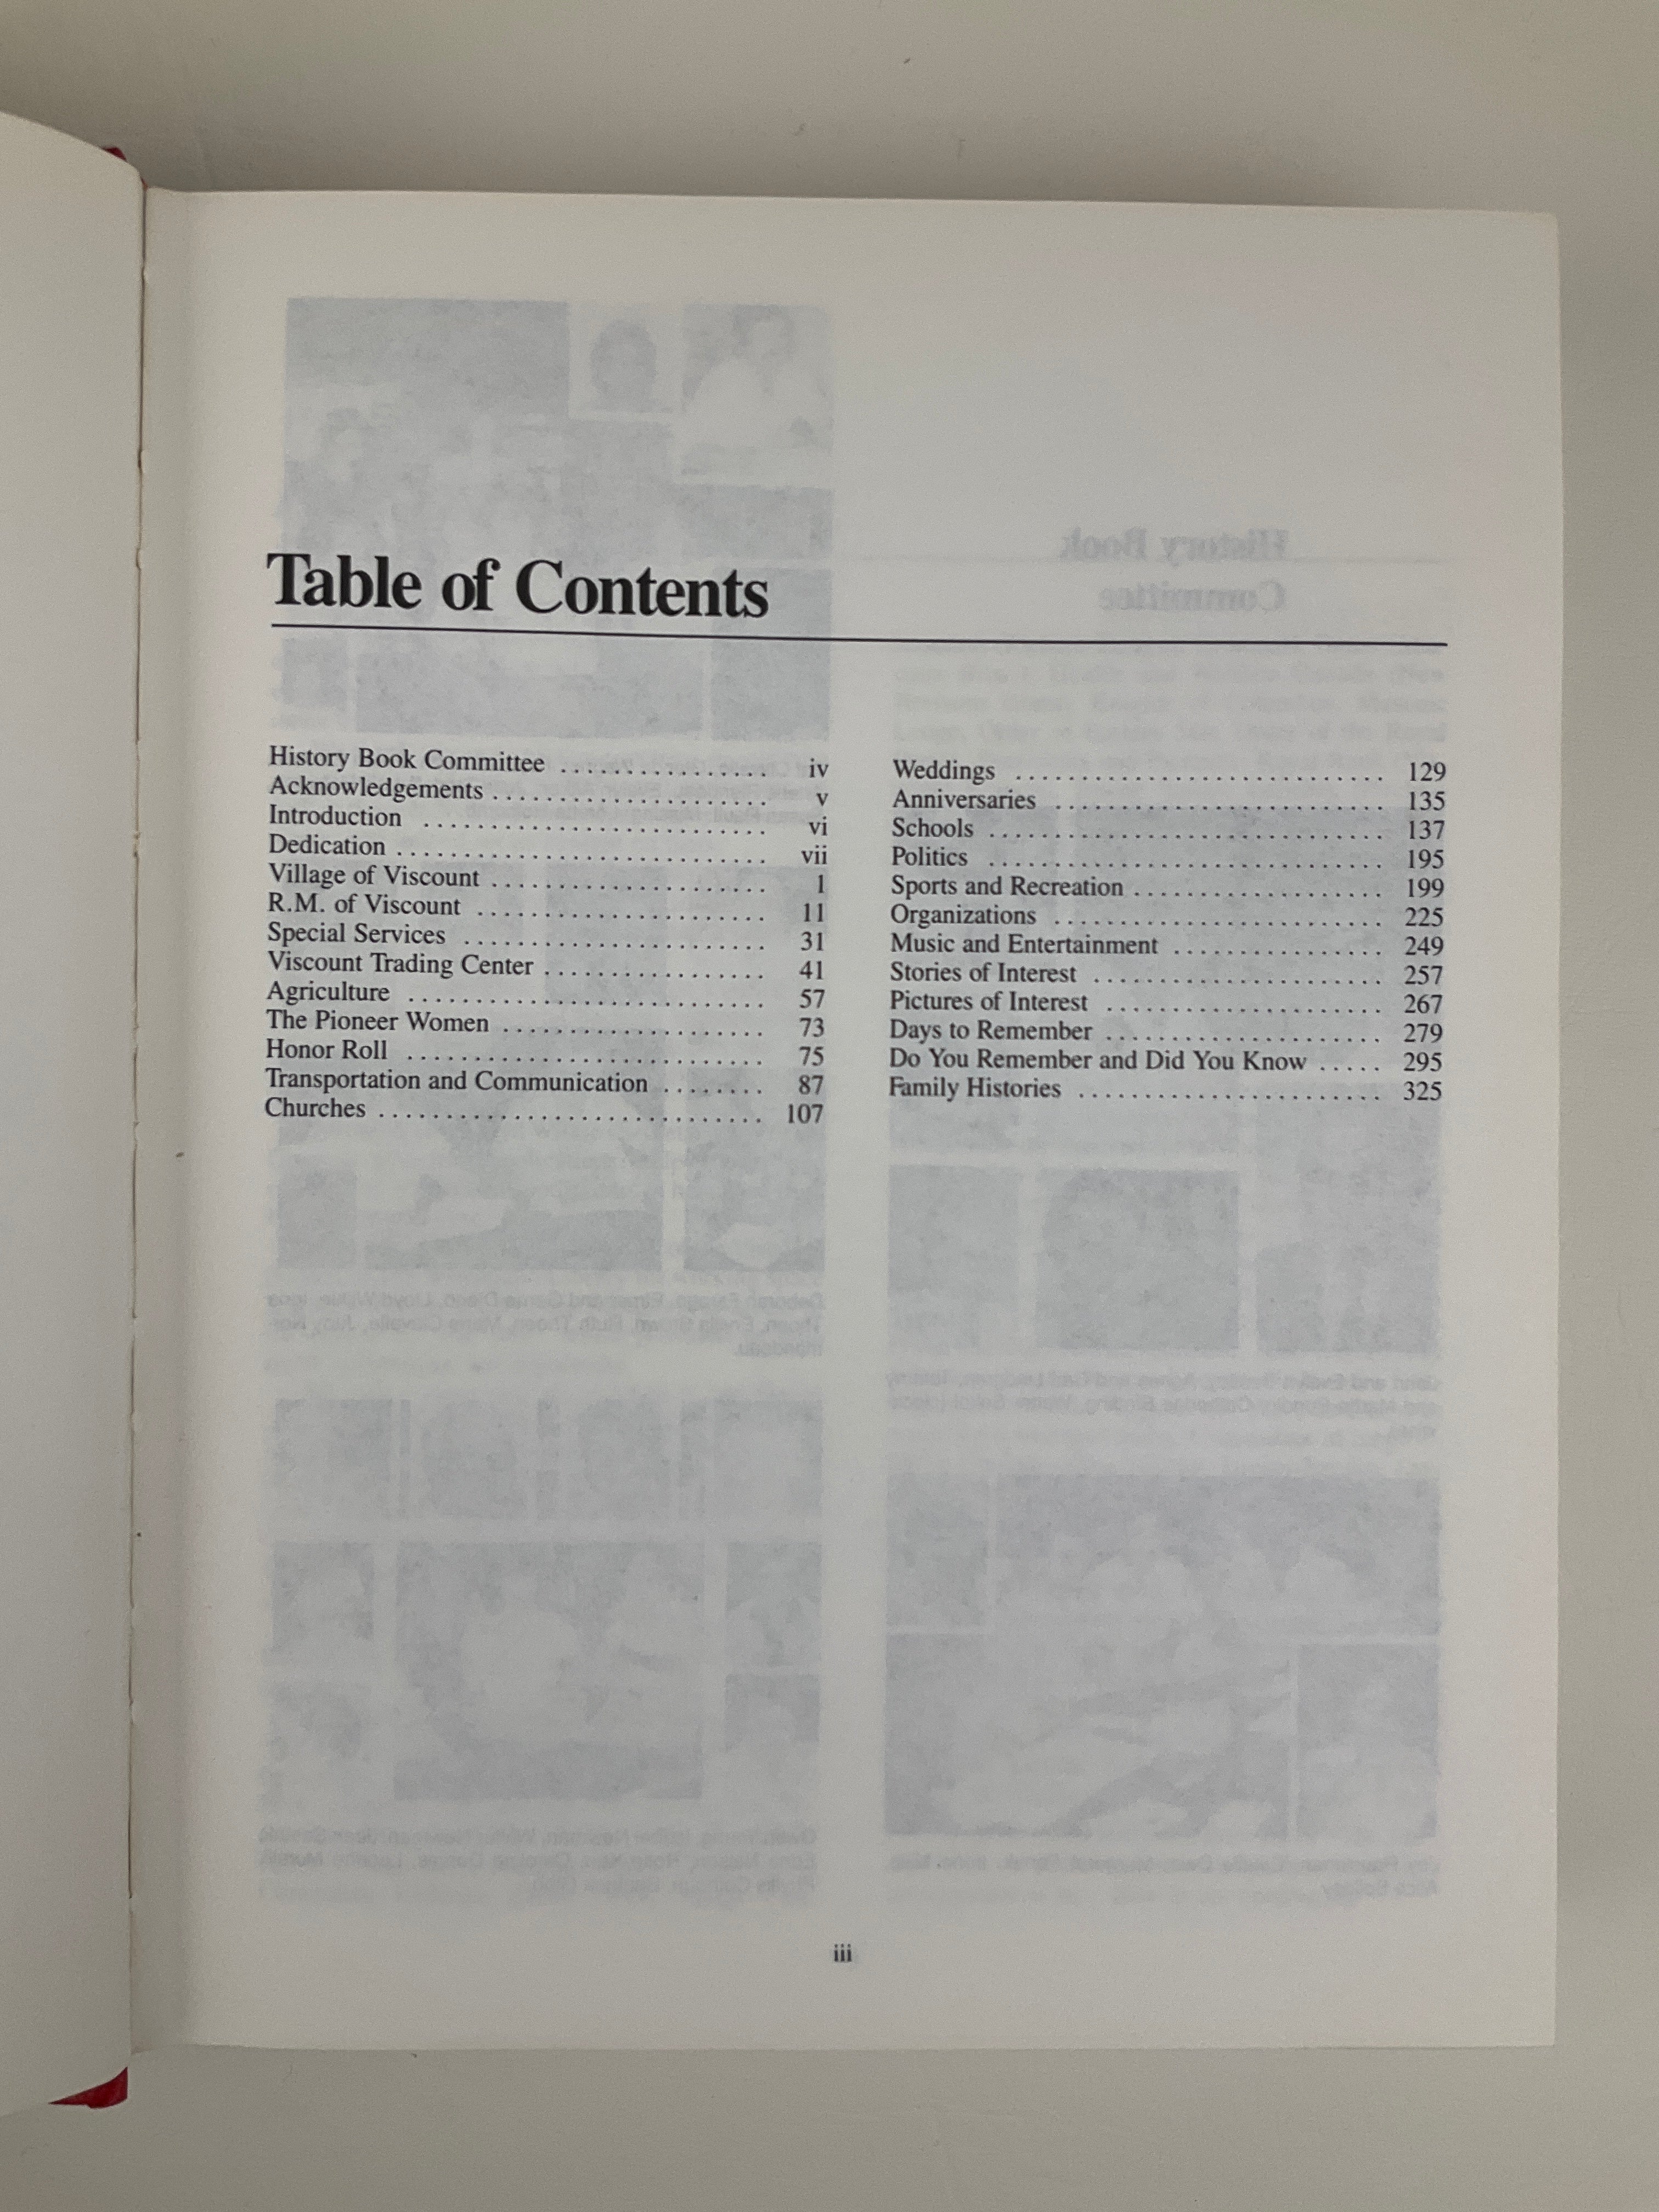 Table of Contents
History Book Committee ................ iv
Acknowledgements ..................... v
Introduction .......................... vi
Dedication ............................ vii
Village of Viscount ..................... 1
R.M. of Viscount ...................... 11
Special Services ....................... 31
Viscount Trading Center ................. 41
Agriculture ........................... 57
The Pioneer Women .................... 73
Honor Roll ........................... 75
Transportation and Communication ........ 87
Churches ............................. 107
Weddings ............................ 129
Anniversaries ......................... 135
Schools .............................. 137
Politics .............................. 195
Sports and Recreation ................... 199
Organizations ......................... 225
Music and Entertainment ................ 249
Stories of Interest ...................... 257
Pictures of Interest ..................... 267
Days to Remember ..................... 279
Do You Remember and Did You Know ..... 295
Family Histories ....................... 325
iii
History Book
Committee